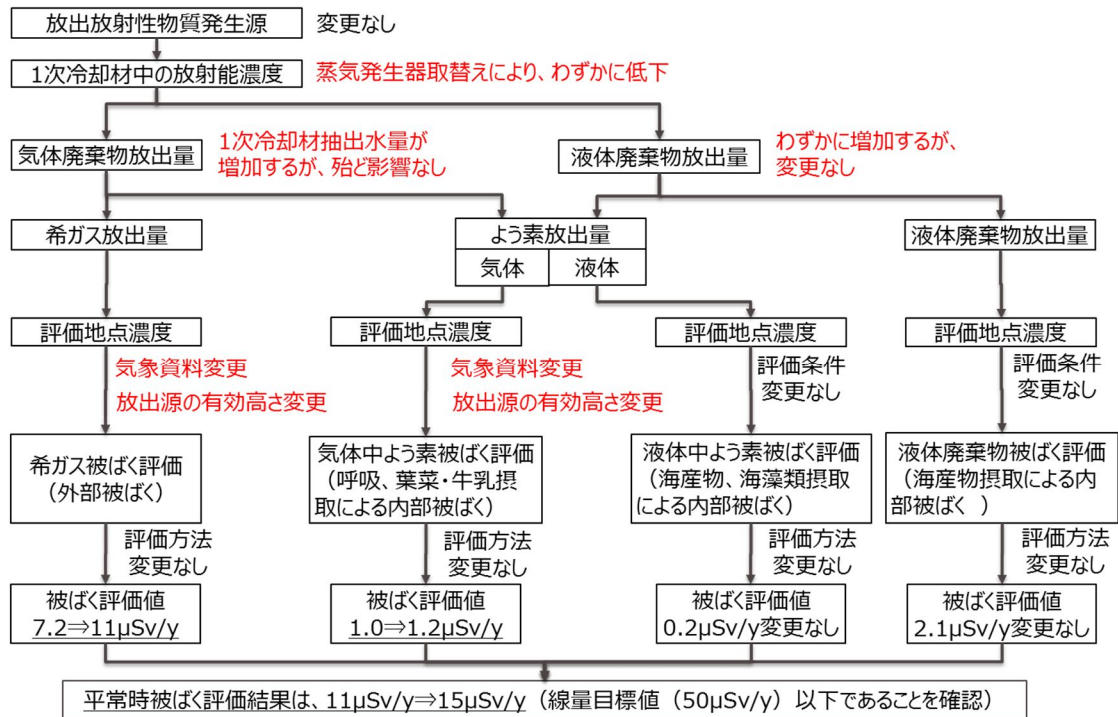 放出放射性物質発生源
変更なし
1次冷却材中の放射能濃度
蒸気発生器取替えにより、わずかに低下
気体廃棄物放出量
1次冷却材抽出水量が
増加するが、殆ど影響なし
液体廃棄物放出量
わずかに増加するが、
変更なし
希ガス放出量
よう素放出量
気体
液体
液体廃棄物放出量
評価地点濃度
評価地点濃度
評価地点濃度
評価地点濃度
気象資料変更
放出源の有効高さ変更
気象資料変更
放出源の有効高さ変更
評価条件
変更なし
評価条件
変更なし
希ガス被ばく評価
(外部被ばく)
気体中よう素被ばく評価
(呼吸、葉菜・牛乳摂
取による内部被ばく)
液体中よう素被ばく評価
(海産物、海藻類摂取
による内部被ばく)
液体廃棄物被ばく評価
(海産物摂取による内
部被ばく )
評価方法
変更なし
評価方法
変更なし
評価方法
変更なし
評価方法
変更なし
被ばく評価値
7.2⇒11μSv/y
被ばく評価値
1.0⇒1.2μSv/y
被ばく評価値
0.2μSv/y変更なし
被ばく評価値
2.1μSv/y変更なし
平常時被ばく評価結果は、11μSv/y⇒15μSv/y(線量目標値(50μSv/y)以下であることを確認)